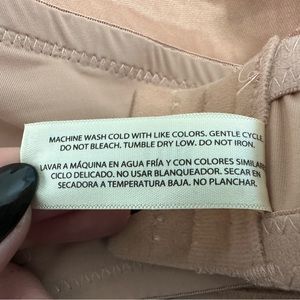 MACHINE WASH COLD WITH LIKE COLORS. GENTLE CYCLE
DO NOT BLEACH, TUMBLE DRY LOW. DO NOT IRON.
LAVAR A MÁQUINA EN AGUA FRÍA Y CON COLORES SIMILARE
CICLO DELICADO. NO USAR BLANQUEADOR. SECAR EN
SECADORA A TEMPERATURA BAJA. NO PLANCHAR.